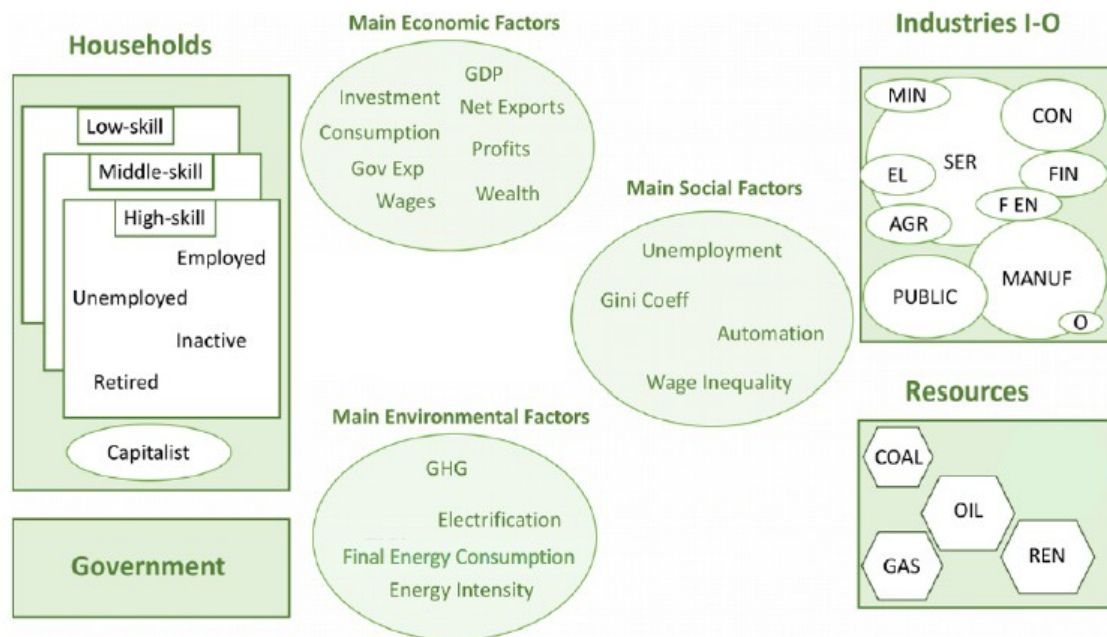 Households
Low-skill
Middle-skill
High-skill
Employed
Unemployed
Inactive
Retired
Capitalist
Government
Main Economic Factors
GDP
Investment
Net Exports
Consumption
Profits
Gov Exp
Wealth
Wages
Main Social Factors
Unemployment
Gini Coeff
Automation
Wage Inequality
Main Environmental Factors
GHG
Electrification
Final Energy Consumption
Energy Intensity
Industries I-O
MIN
CON
SER
EL
FIN
F EN
AGR
MANUF
PUBLIC
O
Resources
COAL
OIL
GAS
REN